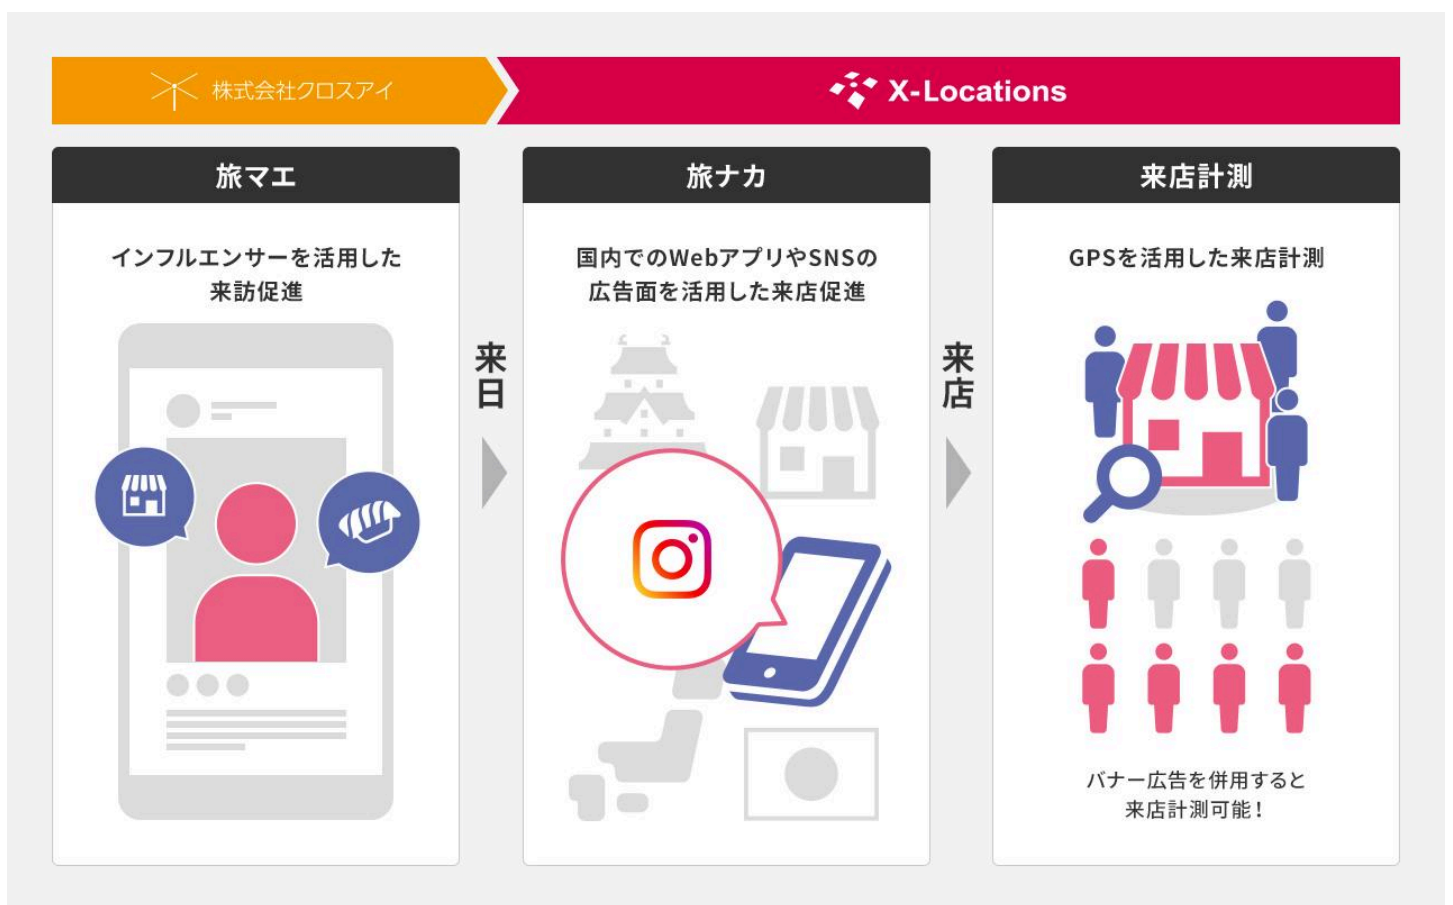 株式会社クロスアイ
X-Locations
旅マエ
インフルエンサーを活用した
来訪促進
来日
旅ナカ
国内でのWebアプリやSNSの
広告面を活用した来店促進
来店
来店計測
GPSを活用した来店計測
バナー広告を併用すると
来店計測可能！